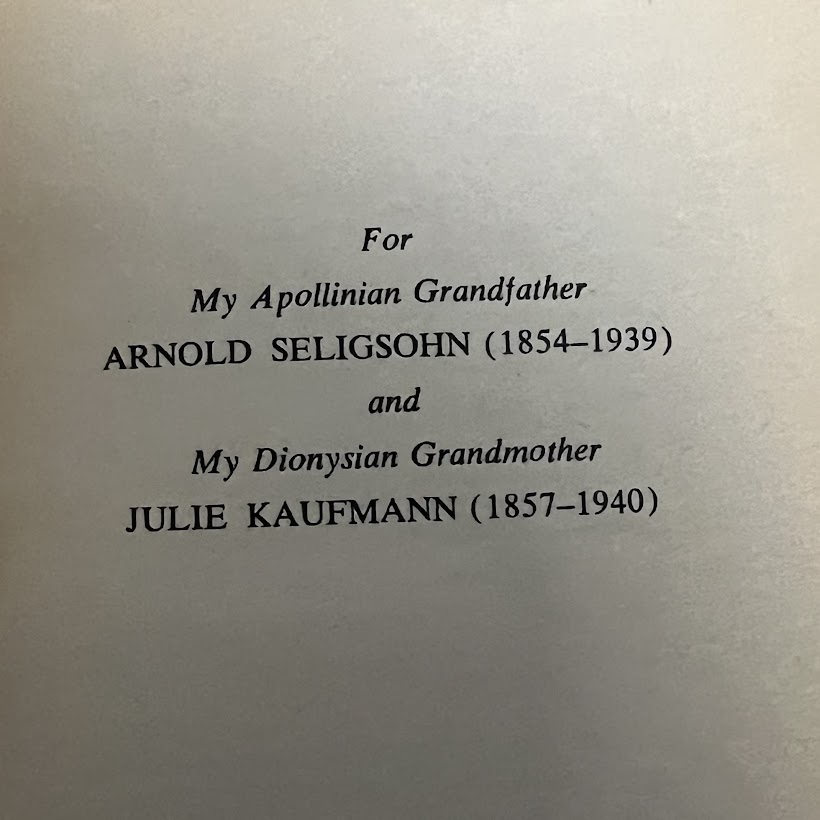 For
My Apollinian Grandfather
ARNOLD SELIGSOHN (1854–1939)
and
My Dionysian Grandmother
JULIE KAUFMANN (1857–1940)